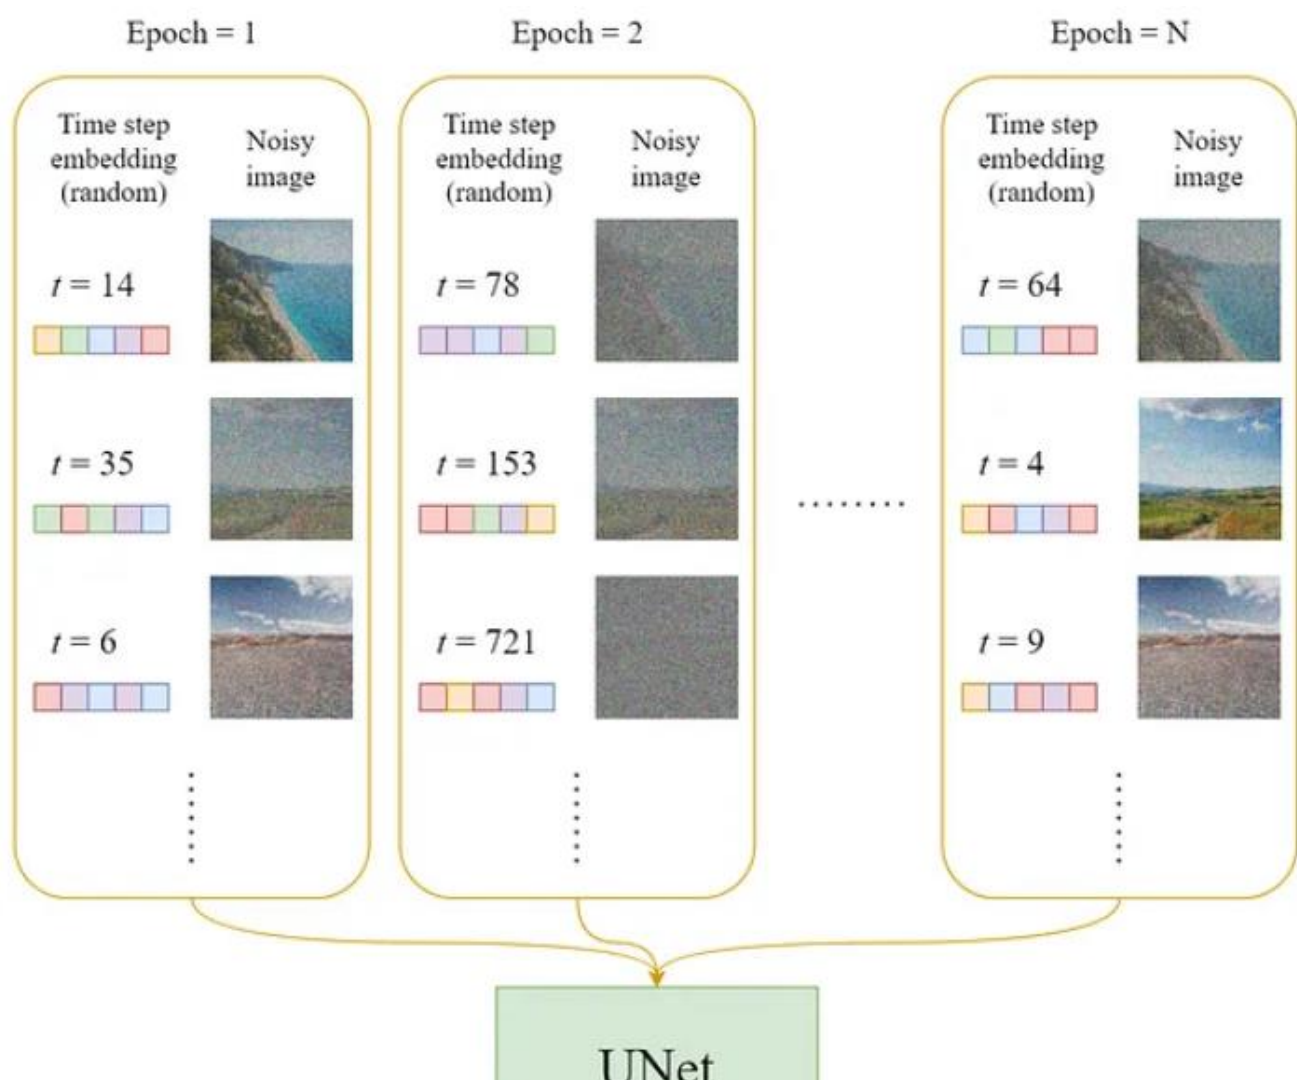 Epoch = 1
Epoch = 2
Epoch = N
Time step
embedding
(random)
Noisy
image
t = 14
t = 35
t = 6
Time step
embedding
(random)
Noisy
image
t = 78
t = 153
t = 721
Time step
embedding
(random)
Noisy
image
t = 64
t = 4
t = 9
UNet